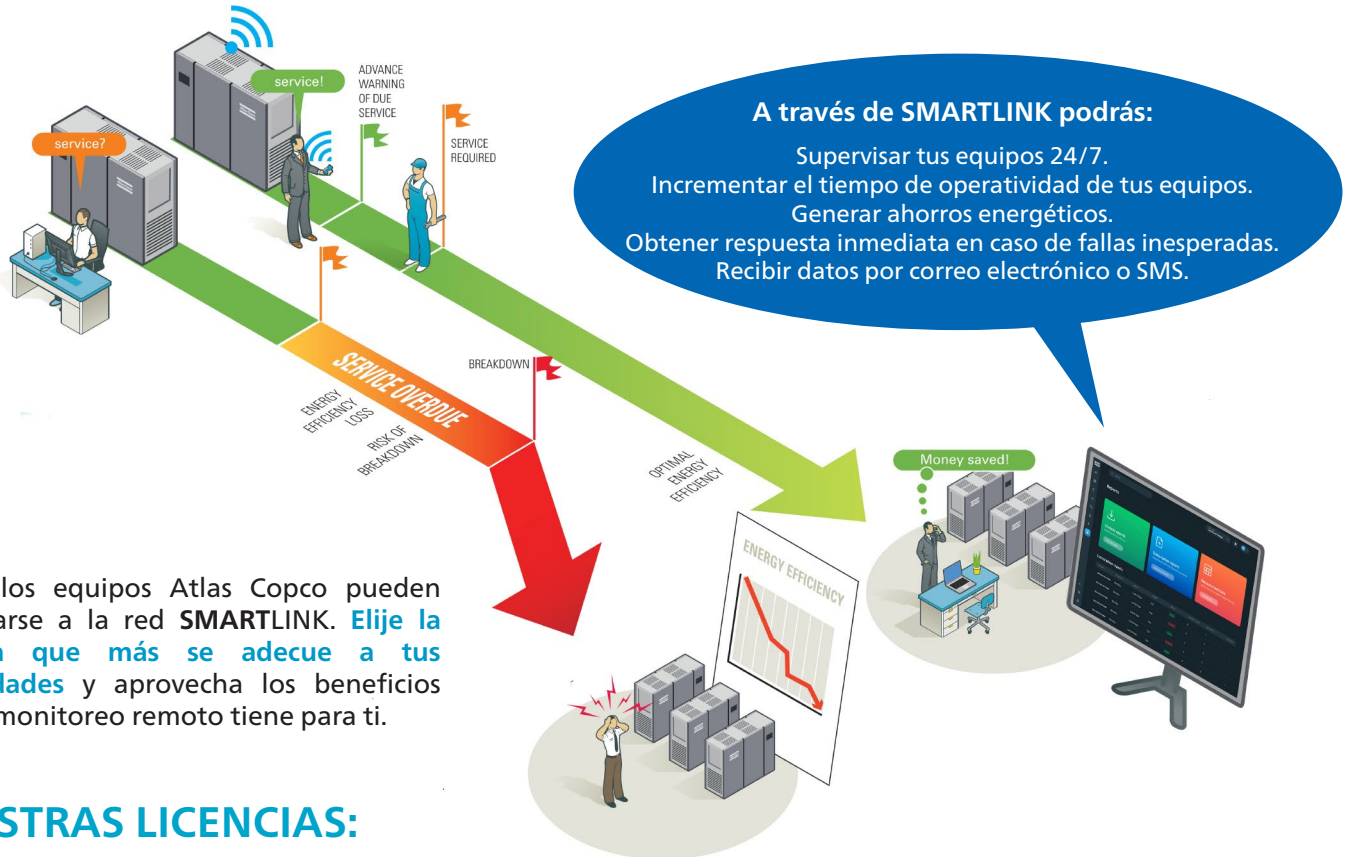 service!
service?
ADVANCE
WARNING
OF DUE
SERVICE
SERVICE
REQUIRED
A través de SMARTLINK podrás:
Supervisar tus equipos 24/7.
Incrementar el tiempo de operatividad de tus equipos.
Generar ahorros energéticos.
Obtener respuesta inmediata en caso de fallas inesperadas.
Recibir datos por correo electrónico o SMS.
SERVICE OVERDUE
BREAKDOWN
ENERGY
EFFICIENCY
LOSS
RISK OF
BREAKDOWN
OPTIMAL
ENERGY
EFFICIENCY
Money saved!
Reports
ENERGY EFFICIENCY
los equipos Atlas Copco pueden
arse a la red SMARTLINK. Elije la
que más se adecue a tus
dades y aprovecha los beneficios
monitoreo remoto tiene para ti.
STRAS LICENCIAS: